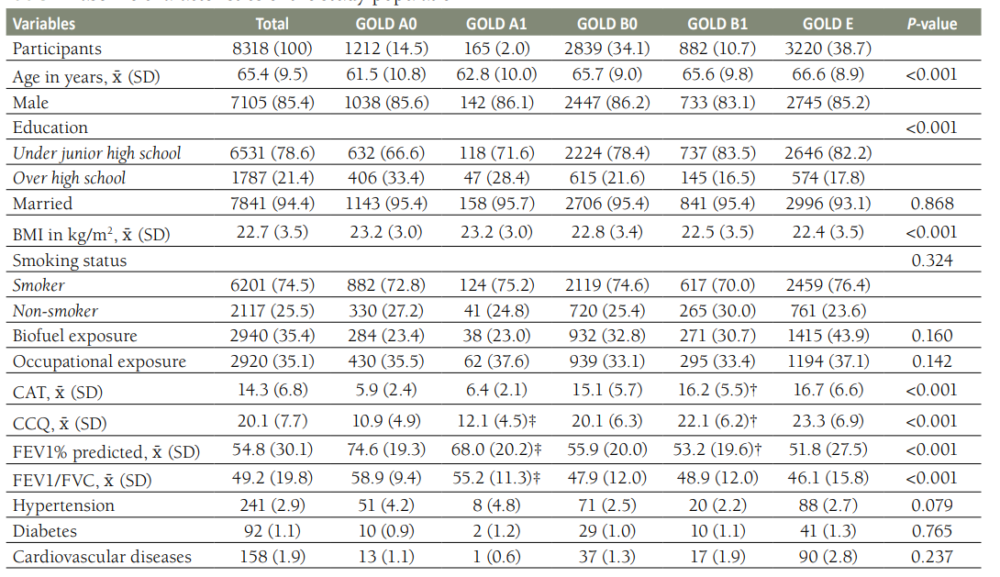 Variables Total GOLD A0 GOLD A1 GOLD B0 GOLD B1 GOLD E P-value
Participants 8318 (100) 1212 (14.5) 165 (2.0) 2839 (34.1) 882 (10.7) 3220 (38.7)
Age in years, x̄ (SD) 65.4 (9.5) 61.5 (10.8) 62.8 (10.0) 65.7 (9.0) 65.6 (9.8) 66.6 (8.9) <0.001
Male 7105 (85.4) 1038 (85.6) 142 (86.1) 2447 (86.2) 733 (83.1) 2745 (85.2)
Education <0.001
Under junior high school 6531 (78.6) 632 (66.6) 118 (71.6) 2224 (78.4) 737 (83.5) 2646 (82.2)
Over high school 1787 (21.4) 406 (33.4) 47 (28.4) 615 (21.6) 145 (16.5) 574 (17.8)
Married 7841 (94.4) 1143 (95.4) 158 (95.7) 2706 (95.4) 841 (95.4) 2996 (93.1) 0.868
BMI in kg/m², x̄ (SD) 22.7 (3.5) 23.2 (3.0) 23.2 (3.0) 22.8 (3.4) 22.5 (3.5) 22.4 (3.5) <0.001
Smoking status 0.324
Smoker 6201 (74.5) 882 (72.8) 124 (75.2) 2119 (74.6) 617 (70.0) 2459 (76.4)
Non-smoker 2117 (25.5) 330 (27.2) 41 (24.8) 720 (25.4) 265 (30.0) 761 (23.6)
Biofuel exposure 2940 (35.4) 284 (23.4) 38 (23.0) 932 (32.8) 271 (30.7) 1415 (43.9) 0.160
Occupational exposure 2920 (35.1) 430 (35.5) 62 (37.6) 939 (33.1) 295 (33.4) 1194 (37.1) 0.142
CAT, x̄ (SD) 14.3 (6.8) 5.9 (2.4) 6.4 (2.1) 15.1 (5.7) 16.2 (5.5)† 16.7 (6.6) <0.001
CCQ, x̄ (SD) 20.1 (7.7) 10.9 (4.9) 12.1 (4.5)‡ 20.1 (6.3) 22.1 (6.2)† 23.3 (6.9) <0.001
FEV1% predicted, x̄ (SD) 54.8 (30.1) 74.6 (19.3) 68.0 (20.2)‡ 55.9 (20.0) 53.2 (19.6)† 51.8 (27.5) <0.001
FEV1/FVC, x̄ (SD) 49.2 (19.8) 58.9 (9.4) 55.2 (11.3)‡ 47.9 (12.0) 48.9 (12.0) 46.1 (15.8) <0.001
Hypertension 241 (2.9) 51 (4.2) 8 (4.8) 71 (2.5) 20 (2.2) 88 (2.7) 0.079
Diabetes 92 (1.1) 10 (0.9) 2 (1.2) 29 (1.0) 10 (1.1) 41 (1.3) 0.765
Cardiovascular diseases 158 (1.9) 13 (1.1) 1 (0.6) 37 (1.3) 17 (1.9) 90 (2.8) 0.237